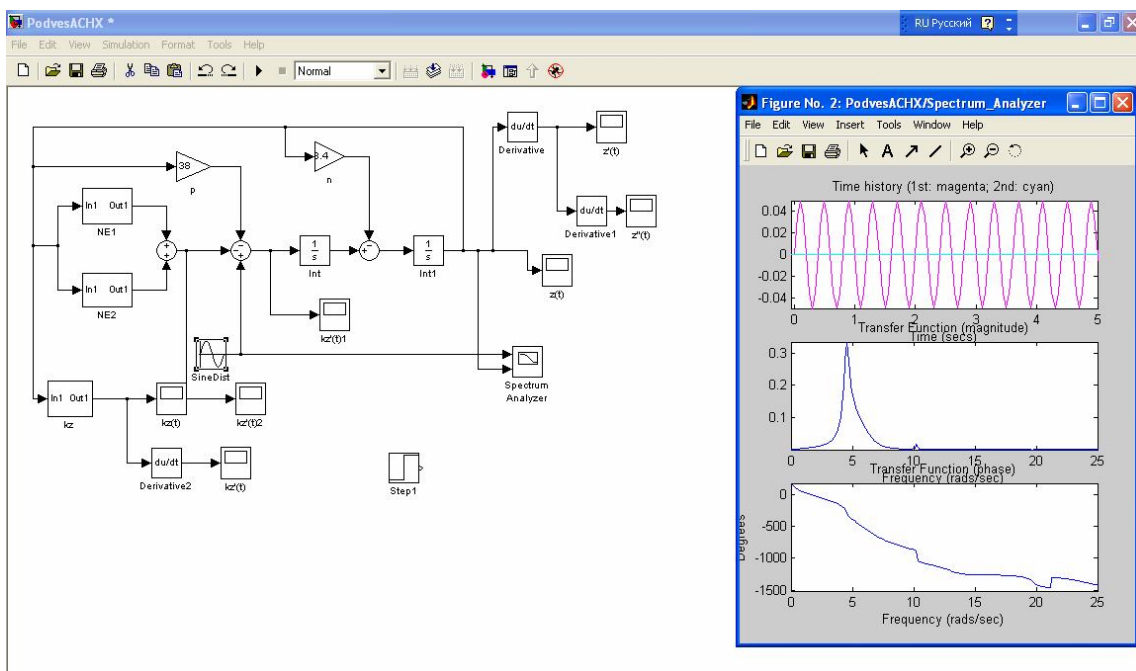 PodvesACHX *
RU Русский
File Edit View Simulation Format Tools Help
Normal
du/dt
Derivative
z'(t)
38
p
3.4
n
du/dt
Derivative1
z''(t)
In1 Out1
NE1
In1 Out1
NE2
1
s
Int
1
s
Int1
z(t)
kz'(t)1
SineDist
Spectrum
Analyzer
In1 Out1
kz
kz(t)
kz'(t)2
du/dt
Derivative2
kz'(t)
Step1
Figure No. 2: PodvesACHX/Spectrum_Analyzer
File Edit View Insert Tools Window Help
Time history (1st: magenta; 2nd: cyan)
0.04
0.02
0
-0.02
-0.04
0 1 2 3 4 5
Time (secs)
Transfer Function (magnitude)
0.3
0.2
0.1
0 5 10 15 20 25
Frequency (rads/sec)
Transfer Function (phase)
Degrees
0
-500
-1000
-1500
0 5 10 15 20 25
Frequency (rads/sec)